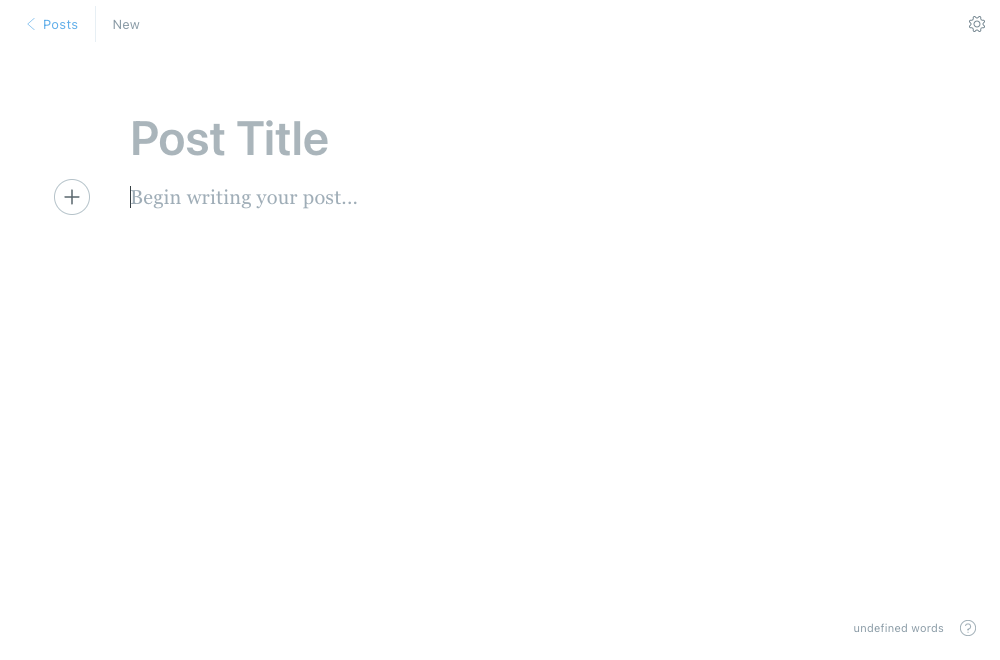 Posts
New
Post Title
Begin writing your post...
undefined words
?